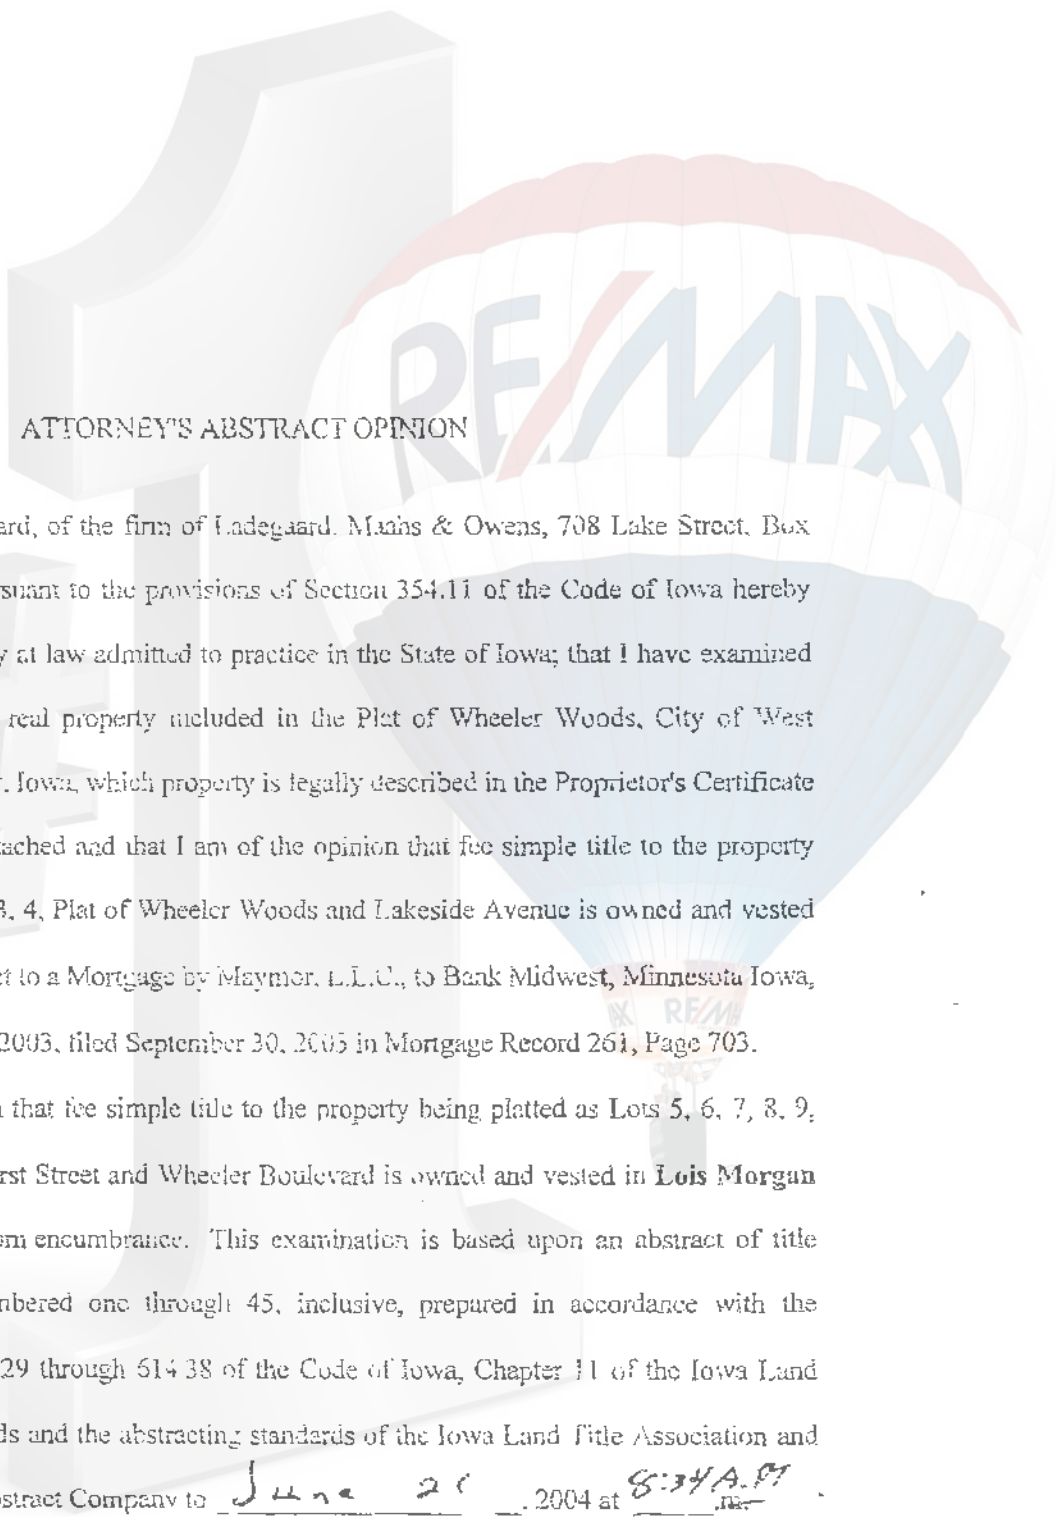 RE/MAX
ATTORNEY'S ABSTRACT OPINION
ard, of the firm of Ladegaard, Maahs & Owens, 708 Lake Street, Box
suant to the provisions of Section 354.11 of the Code of Iowa hereby
y at law admitted to practice in the State of Iowa; that I have examined
real property included in the Plat of Wheeler Woods, City of West
. Iowa, which property is legally described in the Proprietor's Certificate
ached and that I am of the opinion that fee simple title to the property
3, 4, Plat of Wheeler Woods and Lakeside Avenue is owned and vested
ct to a Mortgage by Maymor, L.L.C., to Bank Midwest, Minnesota Iowa,
RE/MAX
2003, filed September 30, 2003 in Mortgage Record 261, Page 703.
n that fee simple title to the property being platted as Lots 5, 6, 7, 8, 9,
rst Street and Wheeler Boulevard is owned and vested in Lois Morgan
om encumbrance. This examination is based upon an abstract of title
nbered one through 45, inclusive, prepared in accordance with the
29 through 614.38 of the Code of Iowa, Chapter 11 of the Iowa Land
ds and the abstracting standards of the Iowa Land Title Association and
ostract Company to June , 2004 at 8:34 A.M .m.